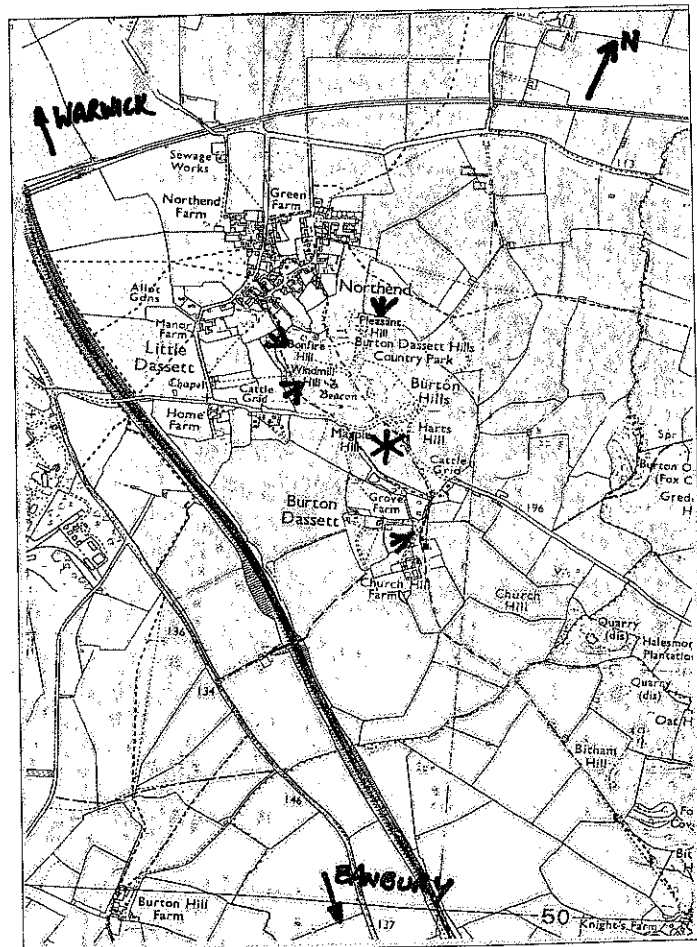 N
WARWICK
113
Sewage
Works
Green
Farm
Northend
Farm
Northend
Allot
Gdns
Pleasant
Hill
Manor
Farm
Bonfire
Hill
Burton Dassett Hills
Country Park
Little
Dassett
Windmill
Hill
Burton
Hills
Chapel
Cattle
Grid
Beacon
Home
Farm
Magpie
Hill
Harts
Hill
Spr
Cattle
Grid
Burton
(Fox
Grove
Farm
196
Burton
Dassett
Church
Farm
Church
Hill
Quarry
(dis)
136
Plantation
Quarry
(dis)
134
Bitham
Hill
146
BANBURY
Burton Hill
Farm
137
50
Knight's Farm